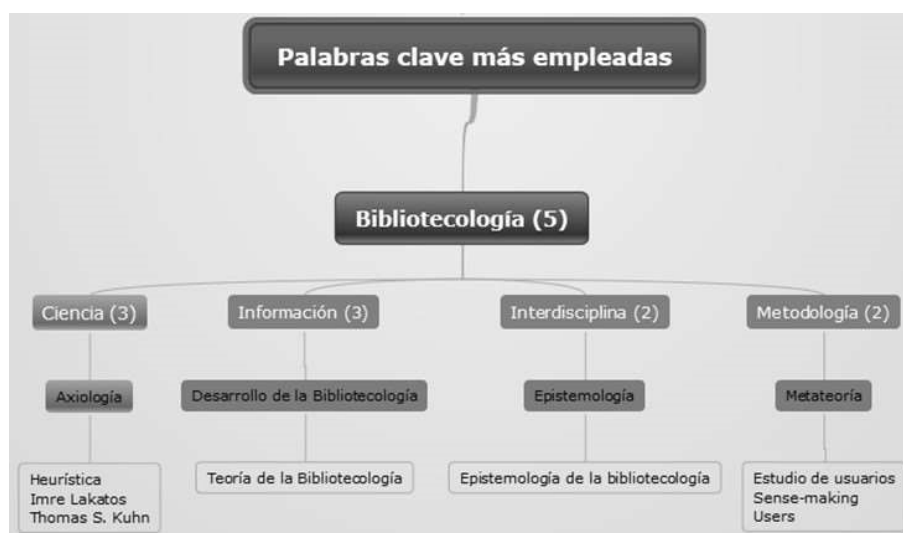 Palabras clave más empleadas
Bibliotecología (5)
Ciencia (3)
Información (3)
Interdisciplina (2)
Metodología (2)
Axiología
Desarrollo de la Bibliotecología
Epistemología
Metateoría
Heurística
Imre Lakatos
Thomas S. Kuhn
Teoría de la Bibliotecología
Epistemología de la bibliotecología
Estudio de usuarios
Sense-making
Users